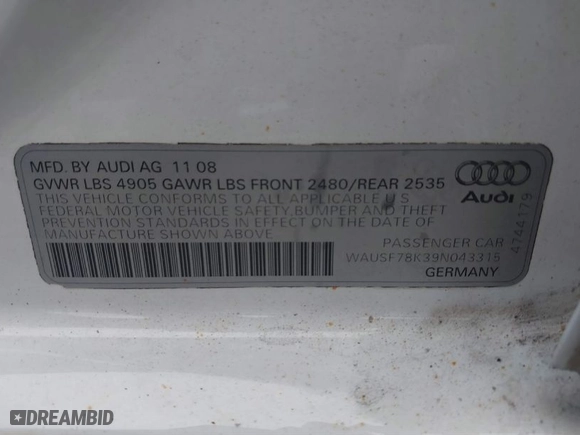 MFD. BY AUDI AG 11 08
GVWR LBS 4905 GAWR LBS FRONT 2480/REAR 2535
THIS VEHICLE CONFORMS TO ALL APPLICABLE U.S
FEDERAL MOTOR VEHICLE SAFETY,BUMPER AND THEFT
PREVENTION STANDARDS IN EFFECT ON THE DATE OF
MANUFACTURE SHOWN ABOVE.
PASSENGER CAR
WAUSF78K39N043315
GERMANY
Audi
4744179
DREAMBID